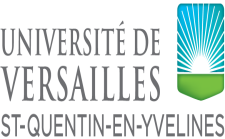 UNIVERSITÉ DE
VERSAILLES
ST-QUENTIN-EN-YVELINES